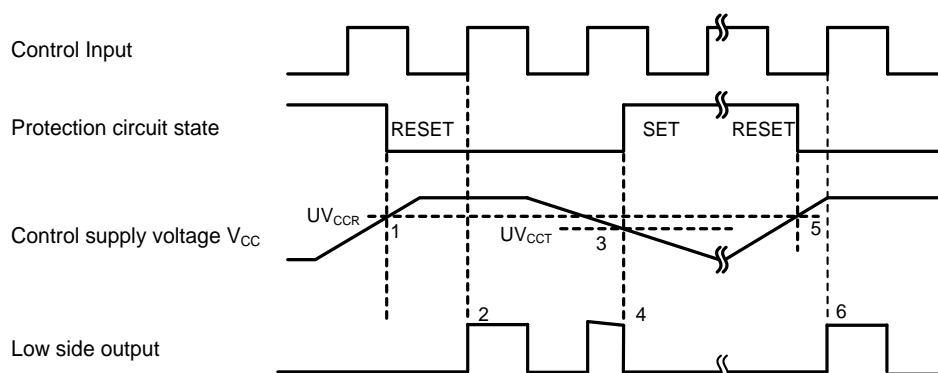 Control Input
Protection circuit state
RESET
SET
RESET
UVCCR
1
Control supply voltage VCC
UVCCT
3
5
2
4
6
Low side output